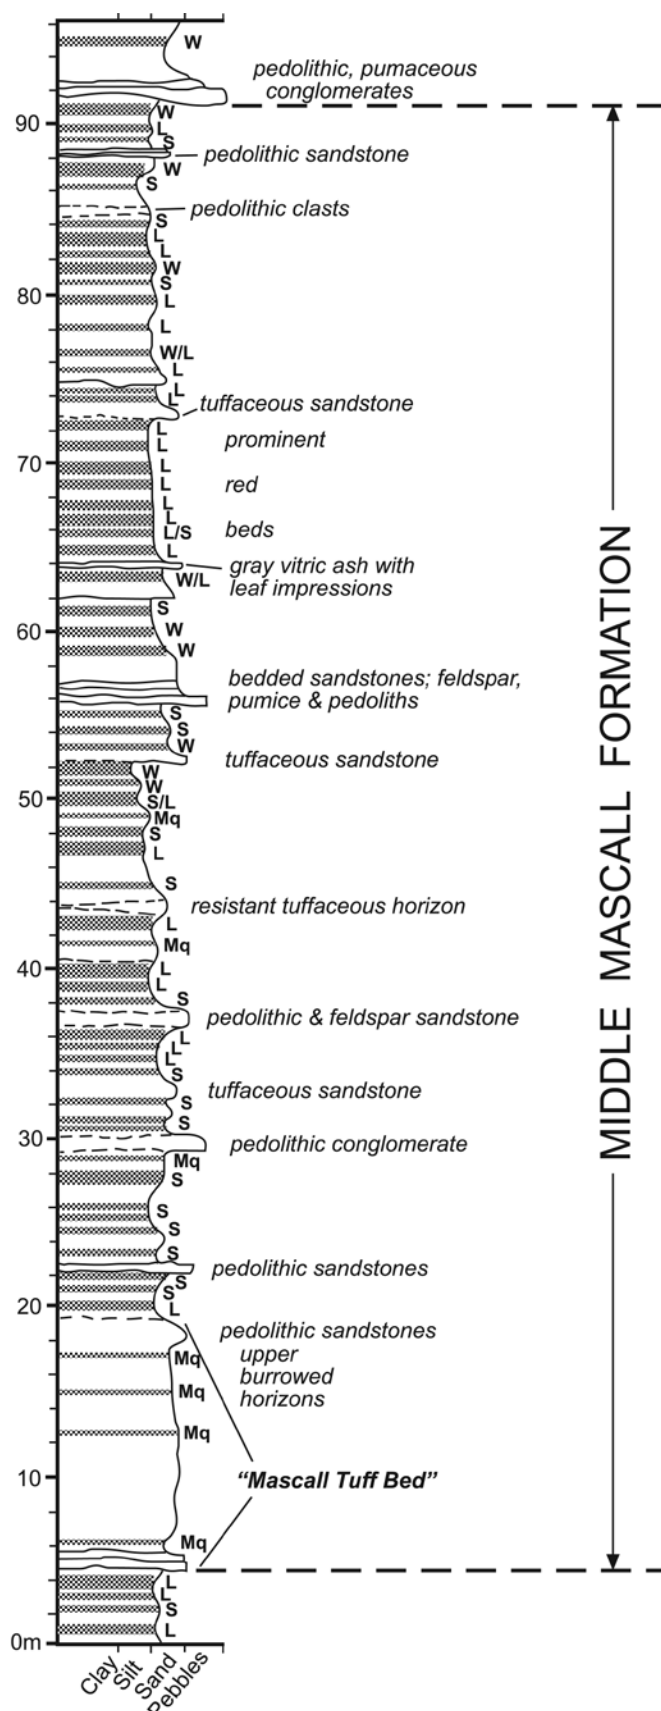 W
pedolithic, pumaceous
conglomerates
90
W
L
S
pedolithic sandstone
W
S
pedolithic clasts
S
L
L
W
S
80
L
L
W/L
L
L
L
tuffaceous sandstone
L
prominent
L
70
L
red
L
L
L
beds
L/S
L
gray vitric ash with
leaf impressions
W/L
S
60
W
W
bedded sandstones; feldspar,
pumice & pedoliths
S
S
W
tuffaceous sandstone
W
W
50
S/L
Mq
S
L
S
resistant tuffaceous horizon
L
Mq
40
L
L
S
pedolithic & feldspar sandstone
L
L
L
S
tuffaceous sandstone
S
S
30
pedolithic conglomerate
Mq
S
S
S
S
pedolithic sandstones
S
S
20
L
pedolithic sandstones
upper
burrowed
horizons
Mq
Mq
Mq
10
"Mascall Tuff Bed"
Mq
L
L
S
L
0m
Clay
Silt
Sand
Pebbles
MIDDLE MASCALL FORMATION